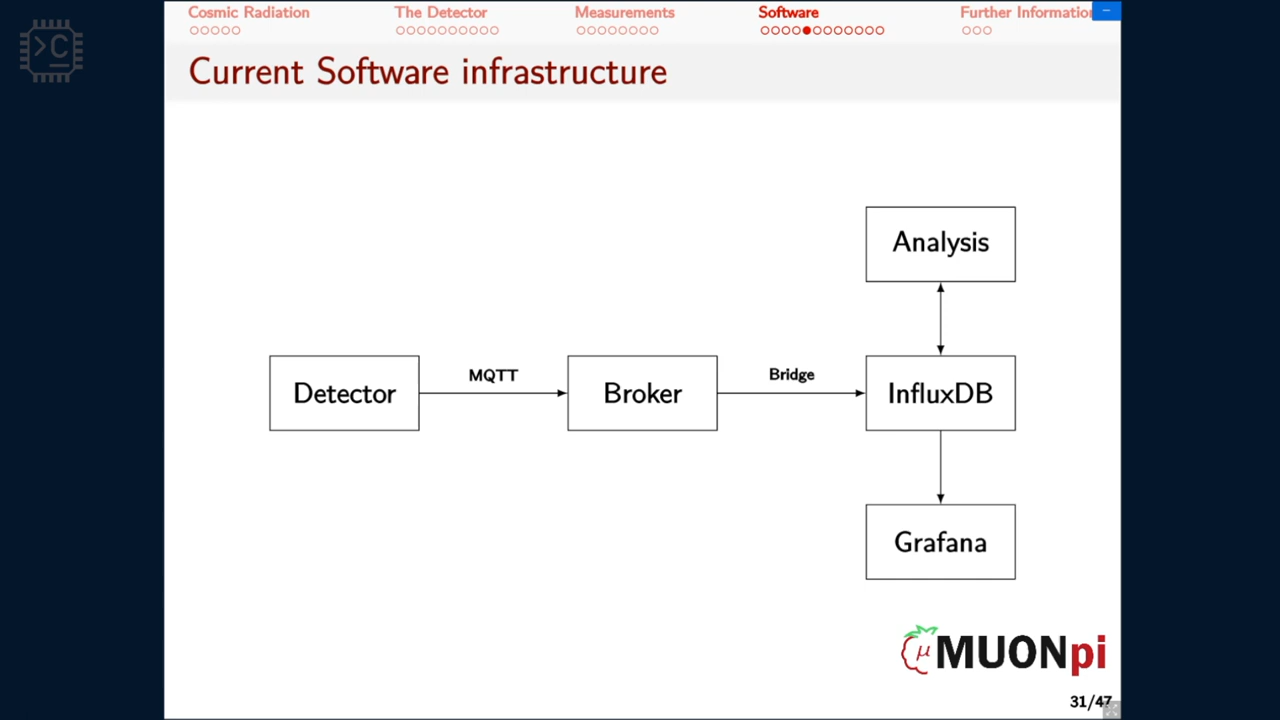 Cosmic Radiation
The Detector
Measurements
Software
Further Information
Current Software infrastructure
Analysis
Detector
MQTT
Broker
Bridge
InfluxDB
Grafana
μ MUONpi
31/47